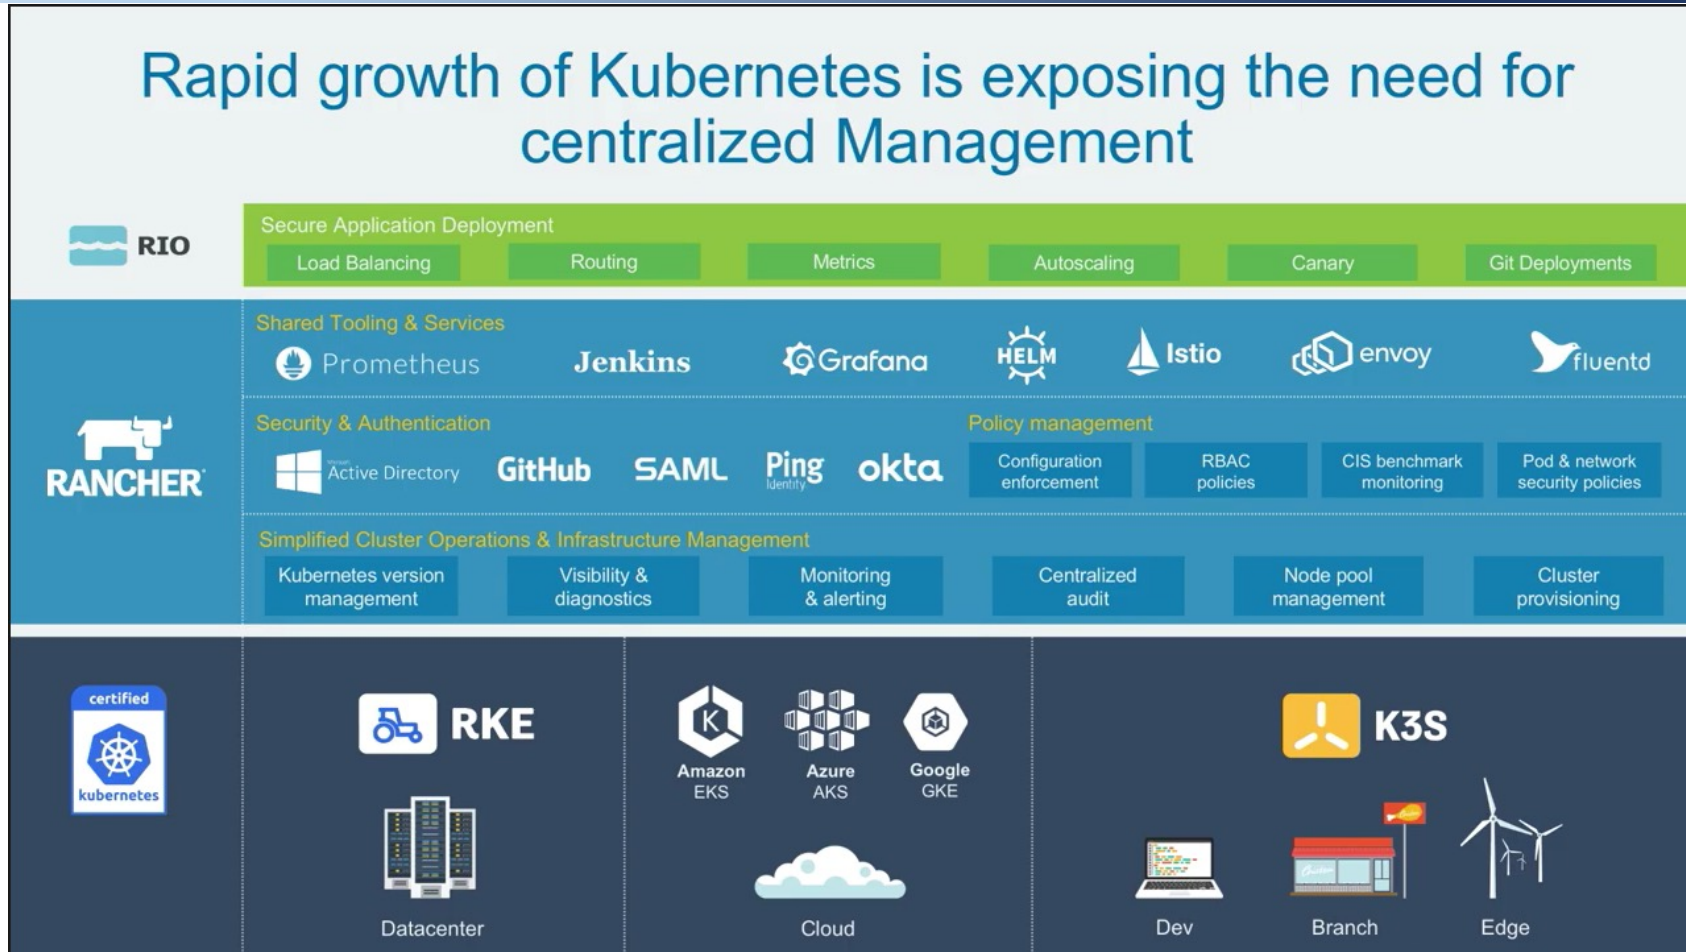 Rapid growth of Kubernetes is exposing the need for
centralized Management
RIO
Secure Application Deployment
Load Balancing
Routing
Metrics
Autoscaling
Canary
Git Deployments
RANCHER
Shared Tooling & Services
Prometheus
Jenkins
Grafana
HELM
Istio
envoy
fluentd
Security & Authentication
Microsoft
Active Directory
GitHub
SAML
Ping
Identity
okta
Policy management
Configuration
enforcement
RBAC
policies
CIS benchmark
monitoring
Pod & network
security policies
Simplified Cluster Operations & Infrastructure Management
Kubernetes version
management
Visibility &
diagnostics
Monitoring
& alerting
Centralized
audit
Node pool
management
Cluster
provisioning
certified
kubernetes
RKE
Datacenter
K
Amazon
EKS
Azure
AKS
Google
GKE
Cloud
K3S
Dev
Branch
Edge